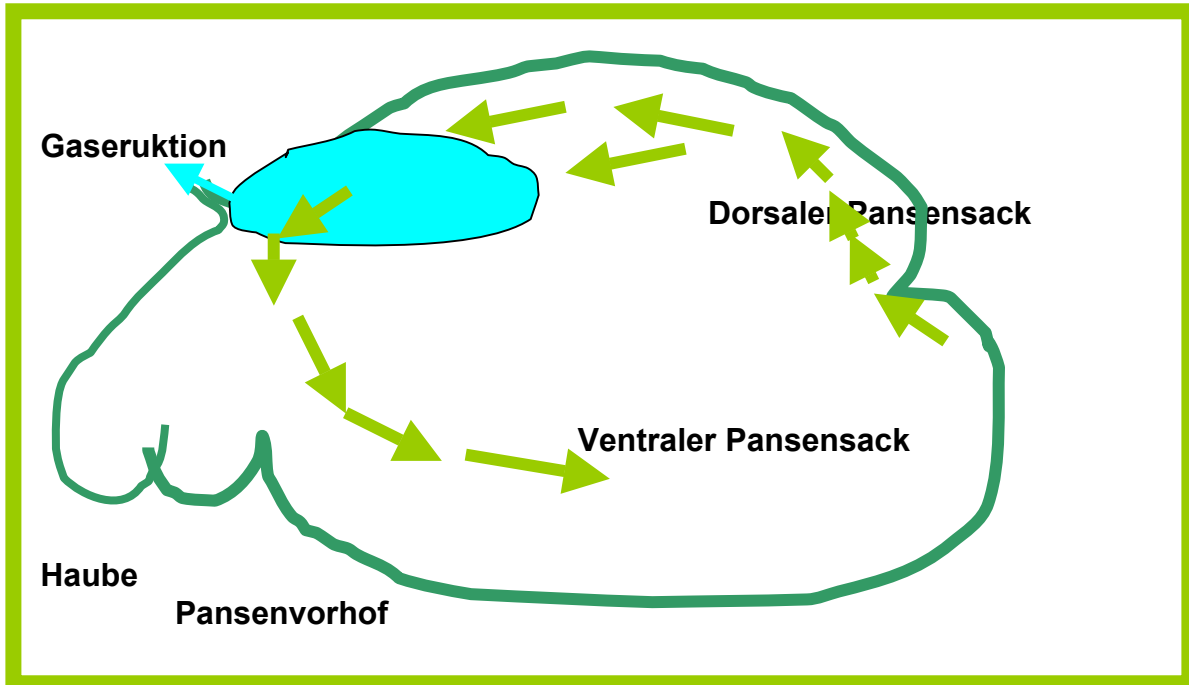 Gaseruktion
Dorsaler Pansensack
Ventraler Pansensack
Haube
Pansenvorhof